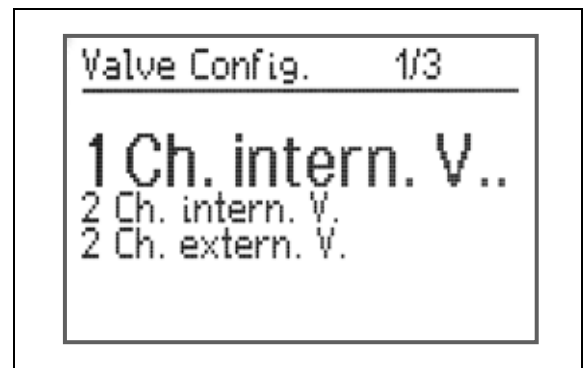 Valve Config. 1/3
1 Ch. intern. V..
2 Ch. intern. V.
2 Ch. extern. V.